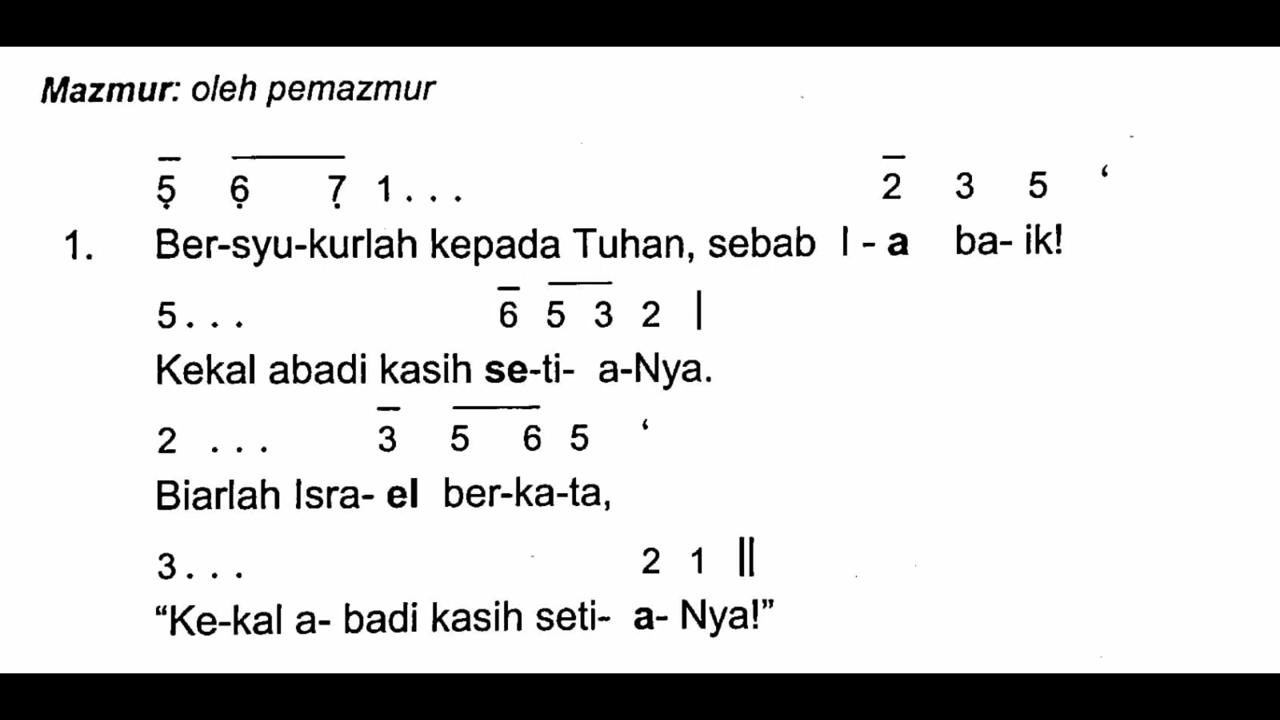 Mazmur: oleh pemazmur
5̣ 6̣ 7̣ 1 . . . 2 3 5 ‘
1. Ber-syu-kurlah kepada Tuhan, sebab I - a ba- ik!
5 . . . 6 5 3 2 |
Kekal abadi kasih se-ti- a-Nya.
2 . . . 3 5 6 5 ‘
Biarlah Isra- el ber-ka-ta,
3 . . . 2 1 ||
“Ke-kal a- badi kasih seti- a- Nya!”